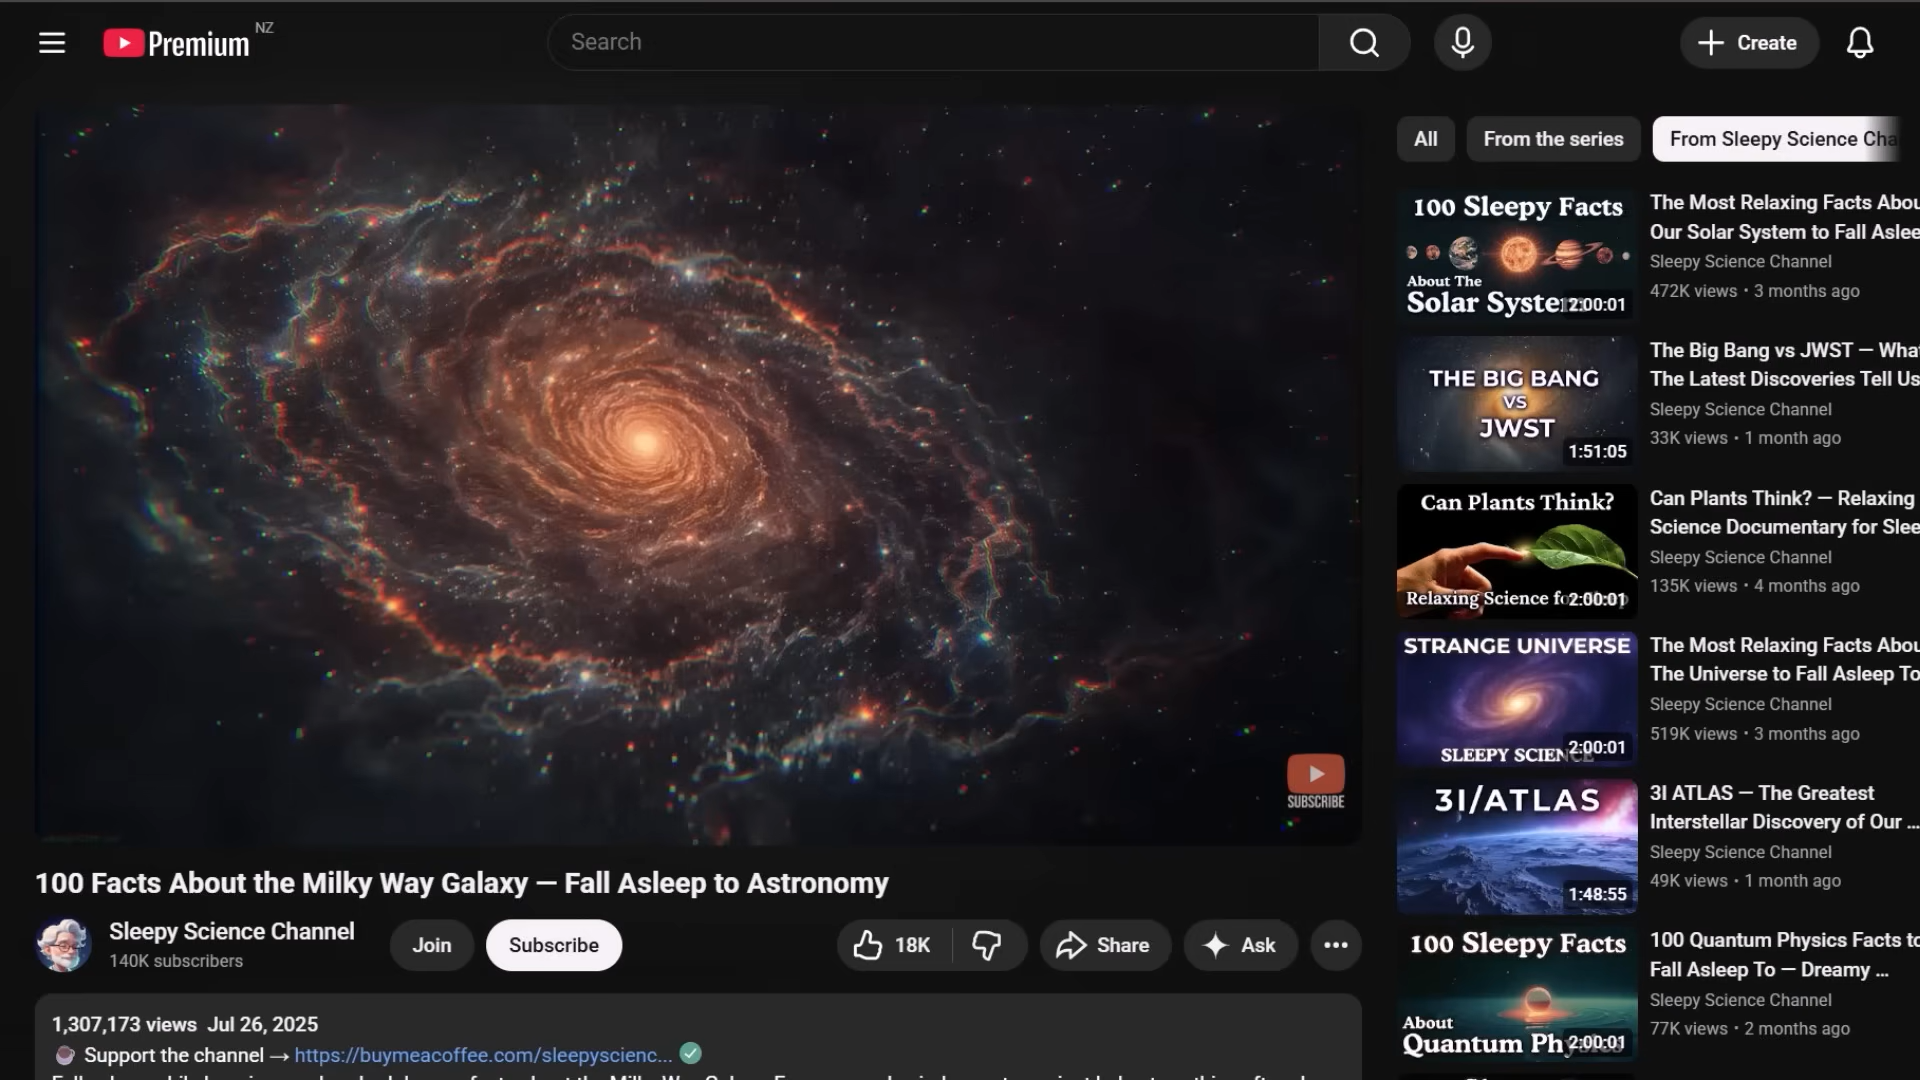 Premium NZ
Search
Create
SUBSCRIBE
100 Facts About the Milky Way Galaxy — Fall Asleep to Astronomy
Sleepy Science Channel
140K subscribers
Join
Subscribe
18K
Share
Ask
1,307,173 views Jul 26, 2025
Support the channel → https://buymeacoffee.com/sleepyscienc...
All
From the series
From Sleepy Science Cha
100 Sleepy Facts
About The
Solar Syste
2:00:01
The Most Relaxing Facts Abou
Our Solar System to Fall Aslee
Sleepy Science Channel
472K views • 3 months ago
THE BIG BANG
VS
JWST
1:51:05
The Big Bang vs JWST — What
The Latest Discoveries Tell Us
Sleepy Science Channel
33K views • 1 month ago
Can Plants Think?
Relaxing Science fo
2:00:01
Can Plants Think? — Relaxing
Science Documentary for Slee
Sleepy Science Channel
135K views • 4 months ago
STRANGE UNIVERSE
SLEEPY SCIEN
2:00:01
The Most Relaxing Facts Abou
The Universe to Fall Asleep To
Sleepy Science Channel
519K views • 3 months ago
3I/ATLAS
1:48:55
3I ATLAS — The Greatest
Interstellar Discovery of Our ...
Sleepy Science Channel
49K views • 1 month ago
100 Sleepy Facts
About
Quantum Ph
2:00:01
100 Quantum Physics Facts to
Fall Asleep To — Dreamy ...
Sleepy Science Channel
77K views • 2 months ago